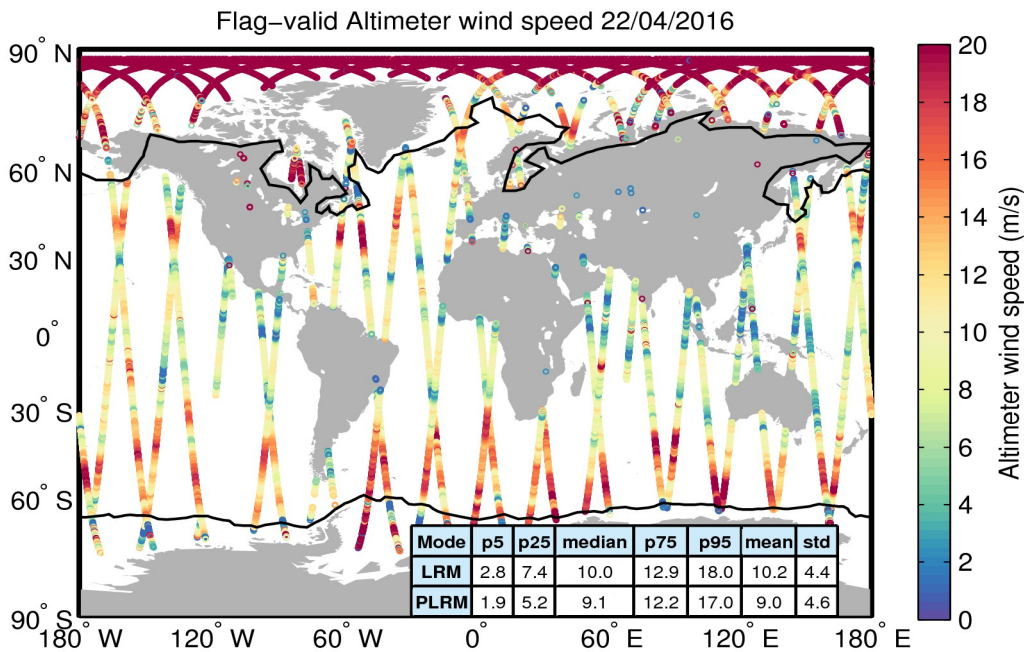 Flag−valid Altimeter wind speed 22/04/2016
90° N
60° N
30° N
0°
30° S
60° S
90° S
180° W
120° W
60° W
0°
60° E
120° E
180° E
Mode p5 p25 median p75 p95 mean std
LRM 2.8 7.4 10.0 12.9 18.0 10.2 4.4
PLRM 1.9 5.2 9.1 12.2 17.0 9.0 4.6
20
18
16
14
12
10
8
6
4
2
0
Altimeter wind speed (m/s)